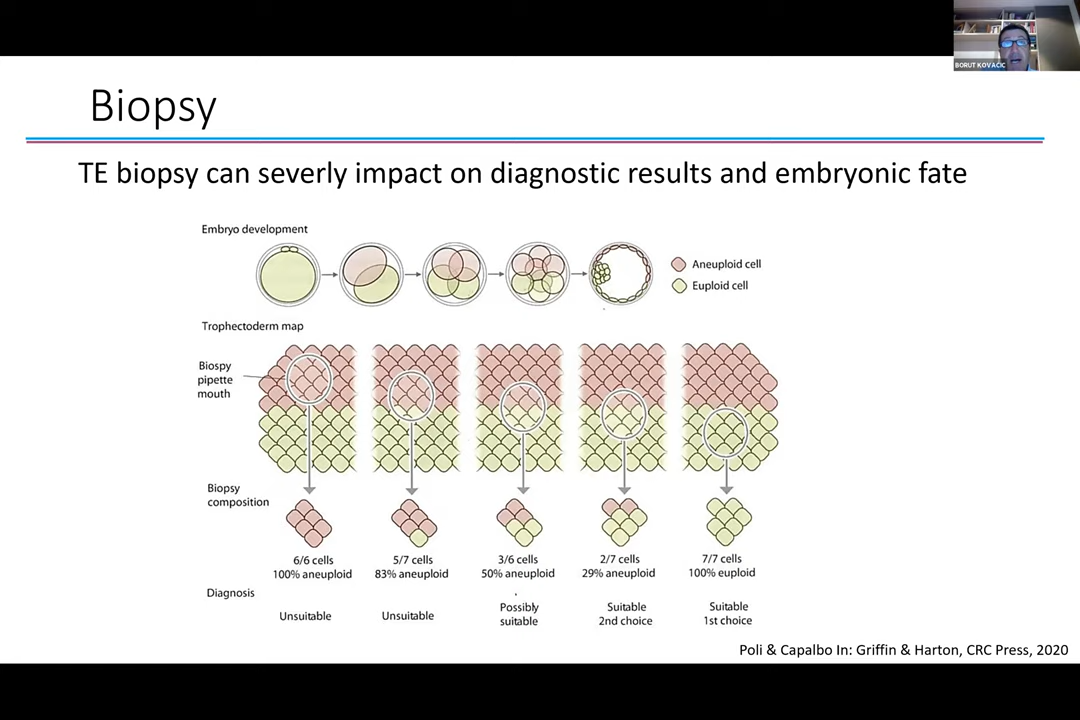 BORUT KOVAČIČ
Biopsy
TE biopsy can severly impact on diagnostic results and embryonic fate
Embryo development
Aneuploid cell
Euploid cell
Trophectoderm map
Biospy
pipette
mouth
Biopsy
composition
6/6 cells
100% aneuploid
5/7 cells
83% aneuploid
3/6 cells
50% aneuploid
2/7 cells
29% aneuploid
7/7 cells
100% euploid
Diagnosis
Unsuitable
Unsuitable
Possibly
suitable
Suitable
2nd choice
Suitable
1st choice
Poli & Capalbo In: Griffin & Harton, CRC Press, 2020